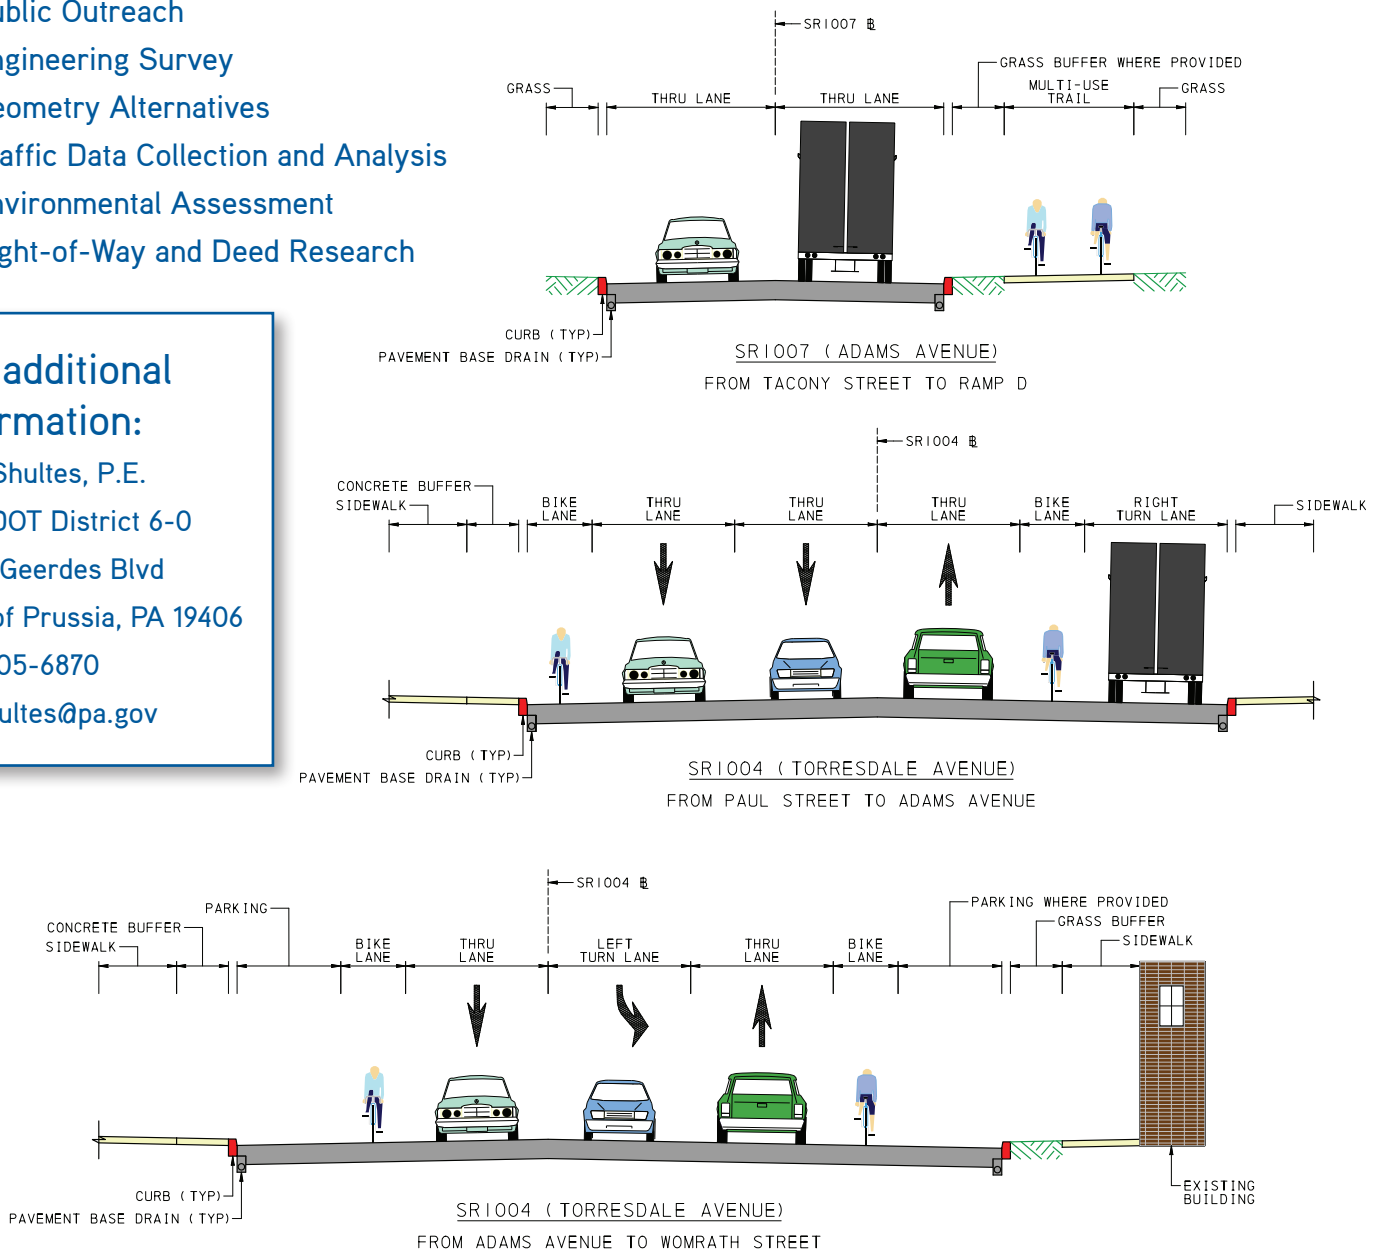 ublic Outreach
ngineering Survey
eometry Alternatives
affic Data Collection and Analysis
nvironmental Assessment
ght-of-Way and Deed Research
additional
rmation:
Shultes, P.E.
DOT District 6-0
Geerdes Blvd
of Prussia, PA 19406
05-6870
ultes@pa.gov
SR1007 ℄
GRASS
THRU LANE
THRU LANE
GRASS BUFFER WHERE PROVIDED
MULTI-USE
TRAIL
GRASS
CURB (TYP)
PAVEMENT BASE DRAIN (TYP)
SR1007 (ADAMS AVENUE)
FROM TACONY STREET TO RAMP D
SR1004 ℄
CONCRETE BUFFER
SIDEWALK
BIKE
LANE
THRU
LANE
THRU
LANE
THRU
LANE
BIKE
LANE
RIGHT
TURN LANE
SIDEWALK
CURB (TYP)
PAVEMENT BASE DRAIN (TYP)
SR1004 (TORRESDALE AVENUE)
FROM PAUL STREET TO ADAMS AVENUE
SR1004 ℄
PARKING
CONCRETE BUFFER
SIDEWALK
BIKE
LANE
THRU
LANE
LEFT
TURN LANE
THRU
LANE
BIKE
LANE
PARKING WHERE PROVIDED
GRASS BUFFER
SIDEWALK
CURB (TYP)
PAVEMENT BASE DRAIN (TYP)
EXISTING
BUILDING
SR1004 (TORRESDALE AVENUE)
FROM ADAMS AVENUE TO WOMRATH STREET